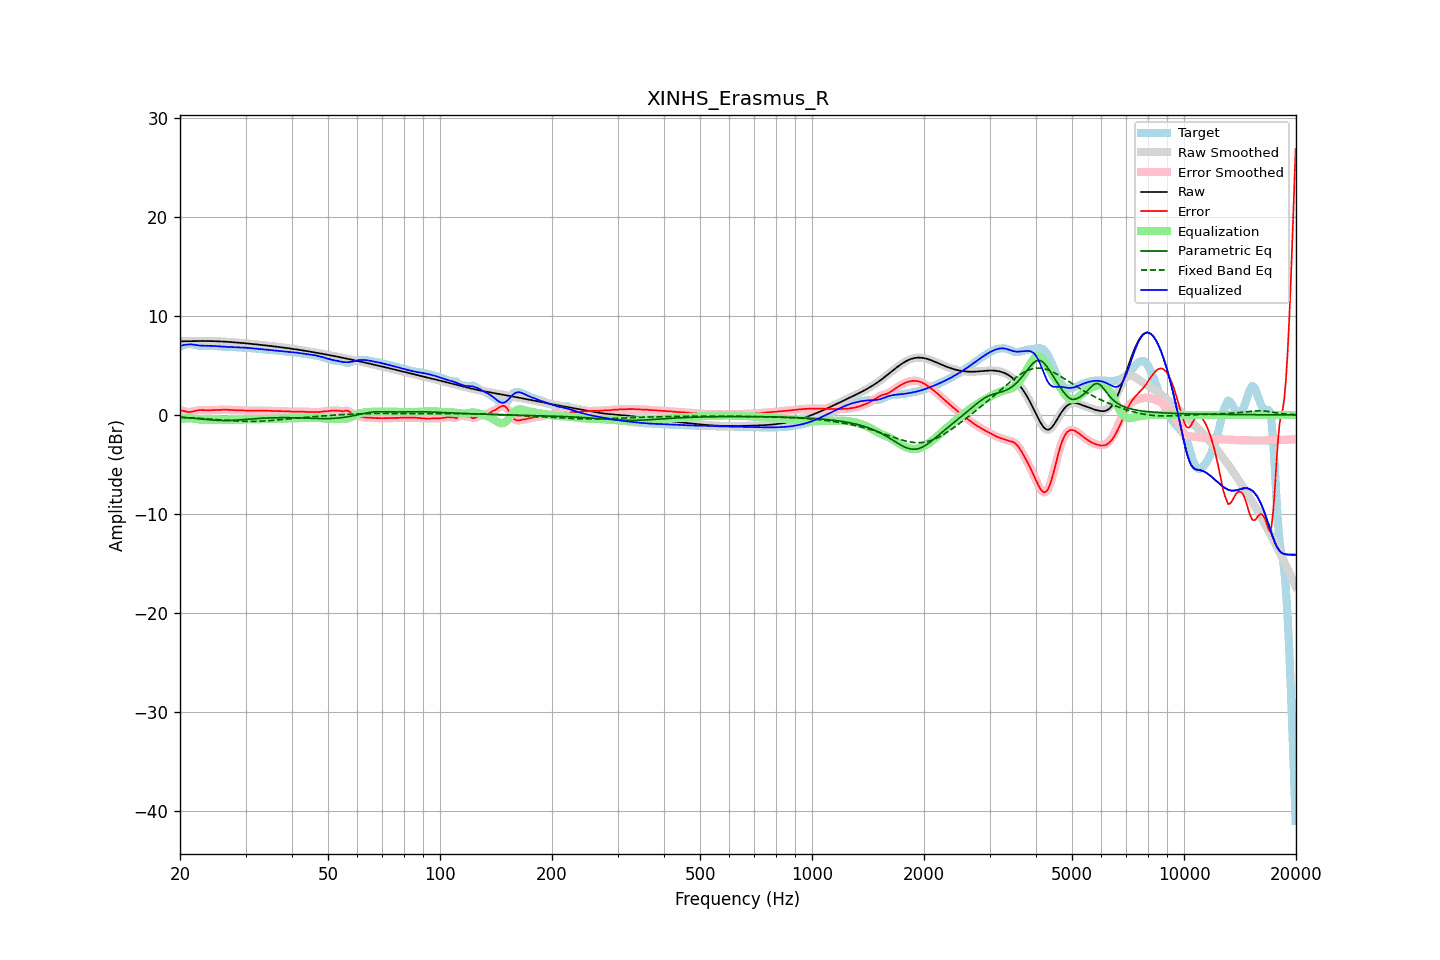 XINHS_Erasmus_R
30
20
10
0
−10
−20
−30
−40
Amplitude (dBr)
Target
Raw Smoothed
Error Smoothed
Raw
Error
Equalization
Parametric Eq
Fixed Band Eq
Equalized
20 50 100 200 500 1000 2000 5000 10000 20000
Frequency (Hz)